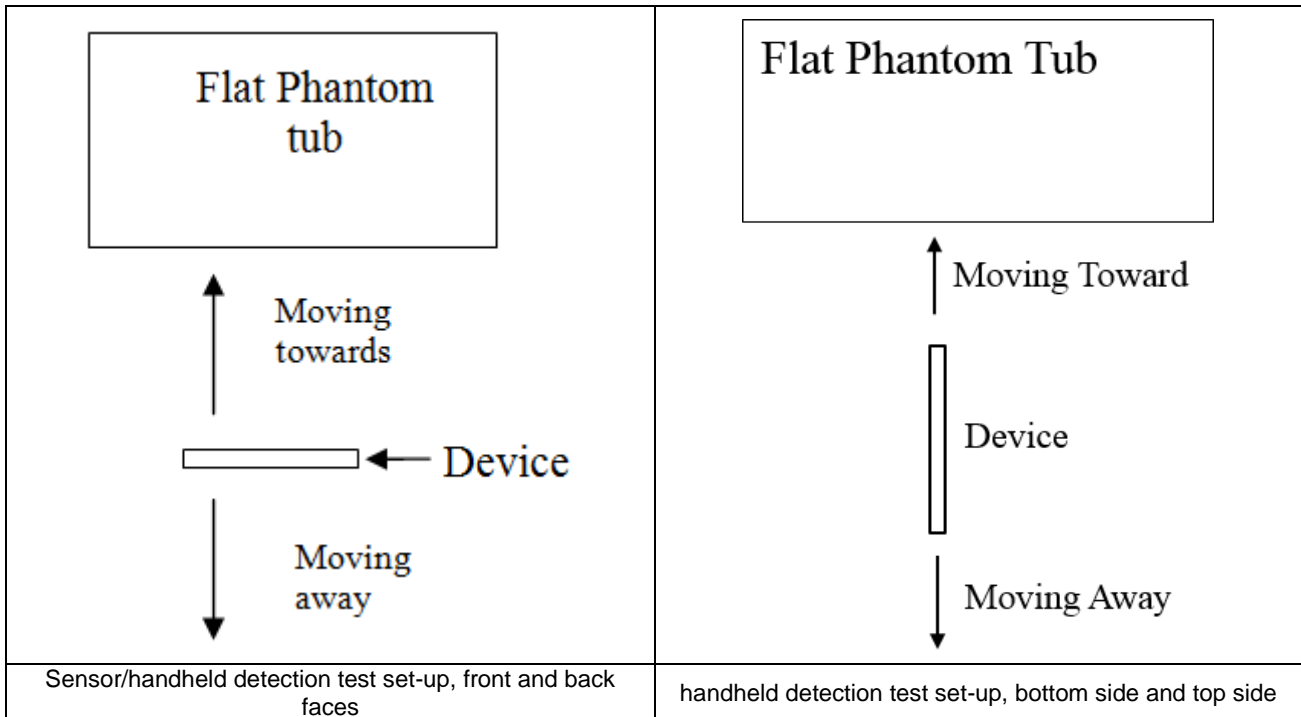 Flat Phantom
tub
Moving
towards
Device
Moving
away
Sensor/handheld detection test set-up, front and back
faces
Flat Phantom Tub
Moving Toward
Device
Moving Away
handheld detection test set-up, bottom side and top side